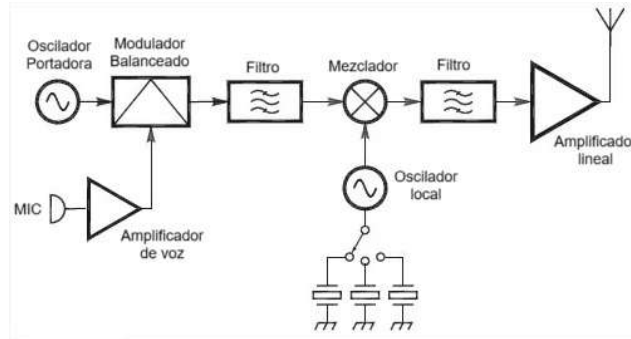 Oscilador
Portadora
Modulador
Balanceado
Filtro
Mezclador
Filtro
Amplificado
lineal
Oscilador
local
MIC
Amplificador
de voz